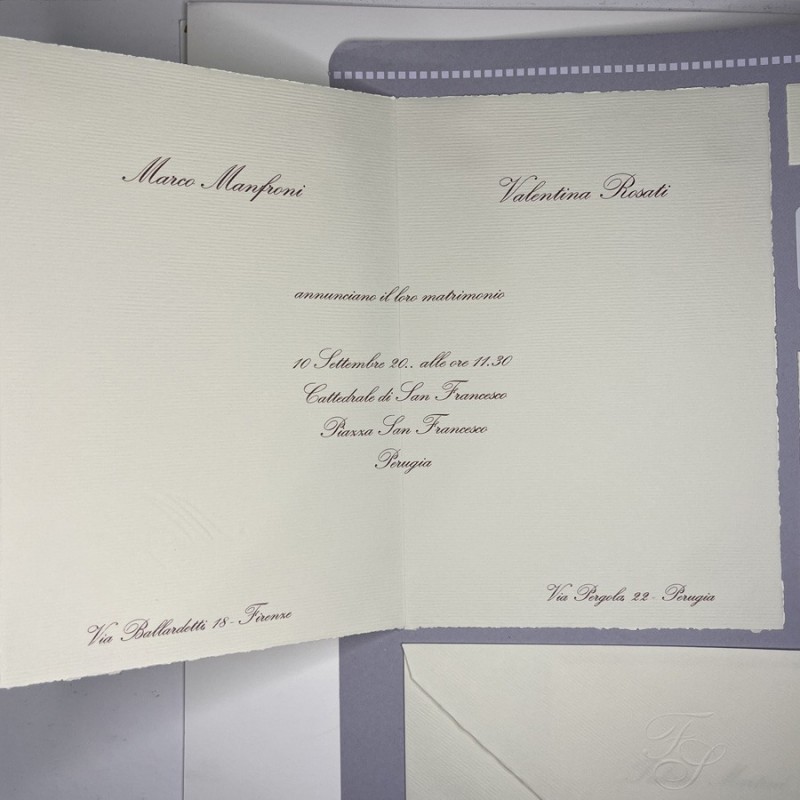 Marco Manfroni
Valentina Rosati
annunciano il loro matrimonio
10 Settembre 20.. alle ore 11.30
Cattedrale di San Francesco
Piazza San Francesco
Perugia
Via Ballardetti, 18 - Firenze
Via Pergola, 22 - Perugia
FS